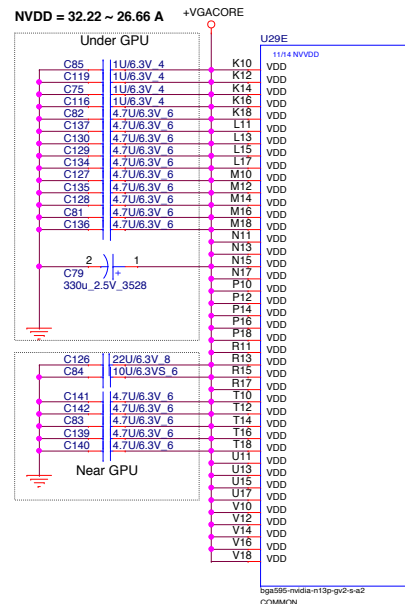 NVDD = 32.22 ~ 26.66 A
+VGACORE
Under GPU
U29E
11/14 NVVDD
C85 1U/6.3V_4 K10 VDD
C119 1U/6.3V_4 K12 VDD
C75 1U/6.3V_4 K14 VDD
C116 1U/6.3V_4 K16 VDD
C82 4.7U/6.3V_6 K18 VDD
C137 4.7U/6.3V_6 L11 VDD
C130 4.7U/6.3V_6 L13 VDD
C129 4.7U/6.3V_6 L15 VDD
C134 4.7U/6.3V_6 L17 VDD
C127 4.7U/6.3V_6 M10 VDD
C135 4.7U/6.3V_6 M12 VDD
C128 4.7U/6.3V_6 M14 VDD
C81 4.7U/6.3V_6 M16 VDD
C136 4.7U/6.3V_6 M18 VDD
N11 VDD
N13 VDD
2 1 N15 VDD
C79 + N17 VDD
330u_2.5V_3528 P10 VDD
P12 VDD
P14 VDD
P16 VDD
P18 VDD
R11 VDD
C126 22U/6.3V_8 R13 VDD
C84 10U/6.3VS_6 R15 VDD
R17 VDD
C141 4.7U/6.3V_6 T10 VDD
C142 4.7U/6.3V_6 T12 VDD
C83 4.7U/6.3V_6 T14 VDD
C139 4.7U/6.3V_6 T16 VDD
C140 4.7U/6.3V_6 T18 VDD
U11 VDD
Near GPU U13 VDD
U15 VDD
U17 VDD
V10 VDD
V12 VDD
V14 VDD
V16 VDD
V18 VDD
bga595-nvidia-n13p-gv2-s-a2
COMMON